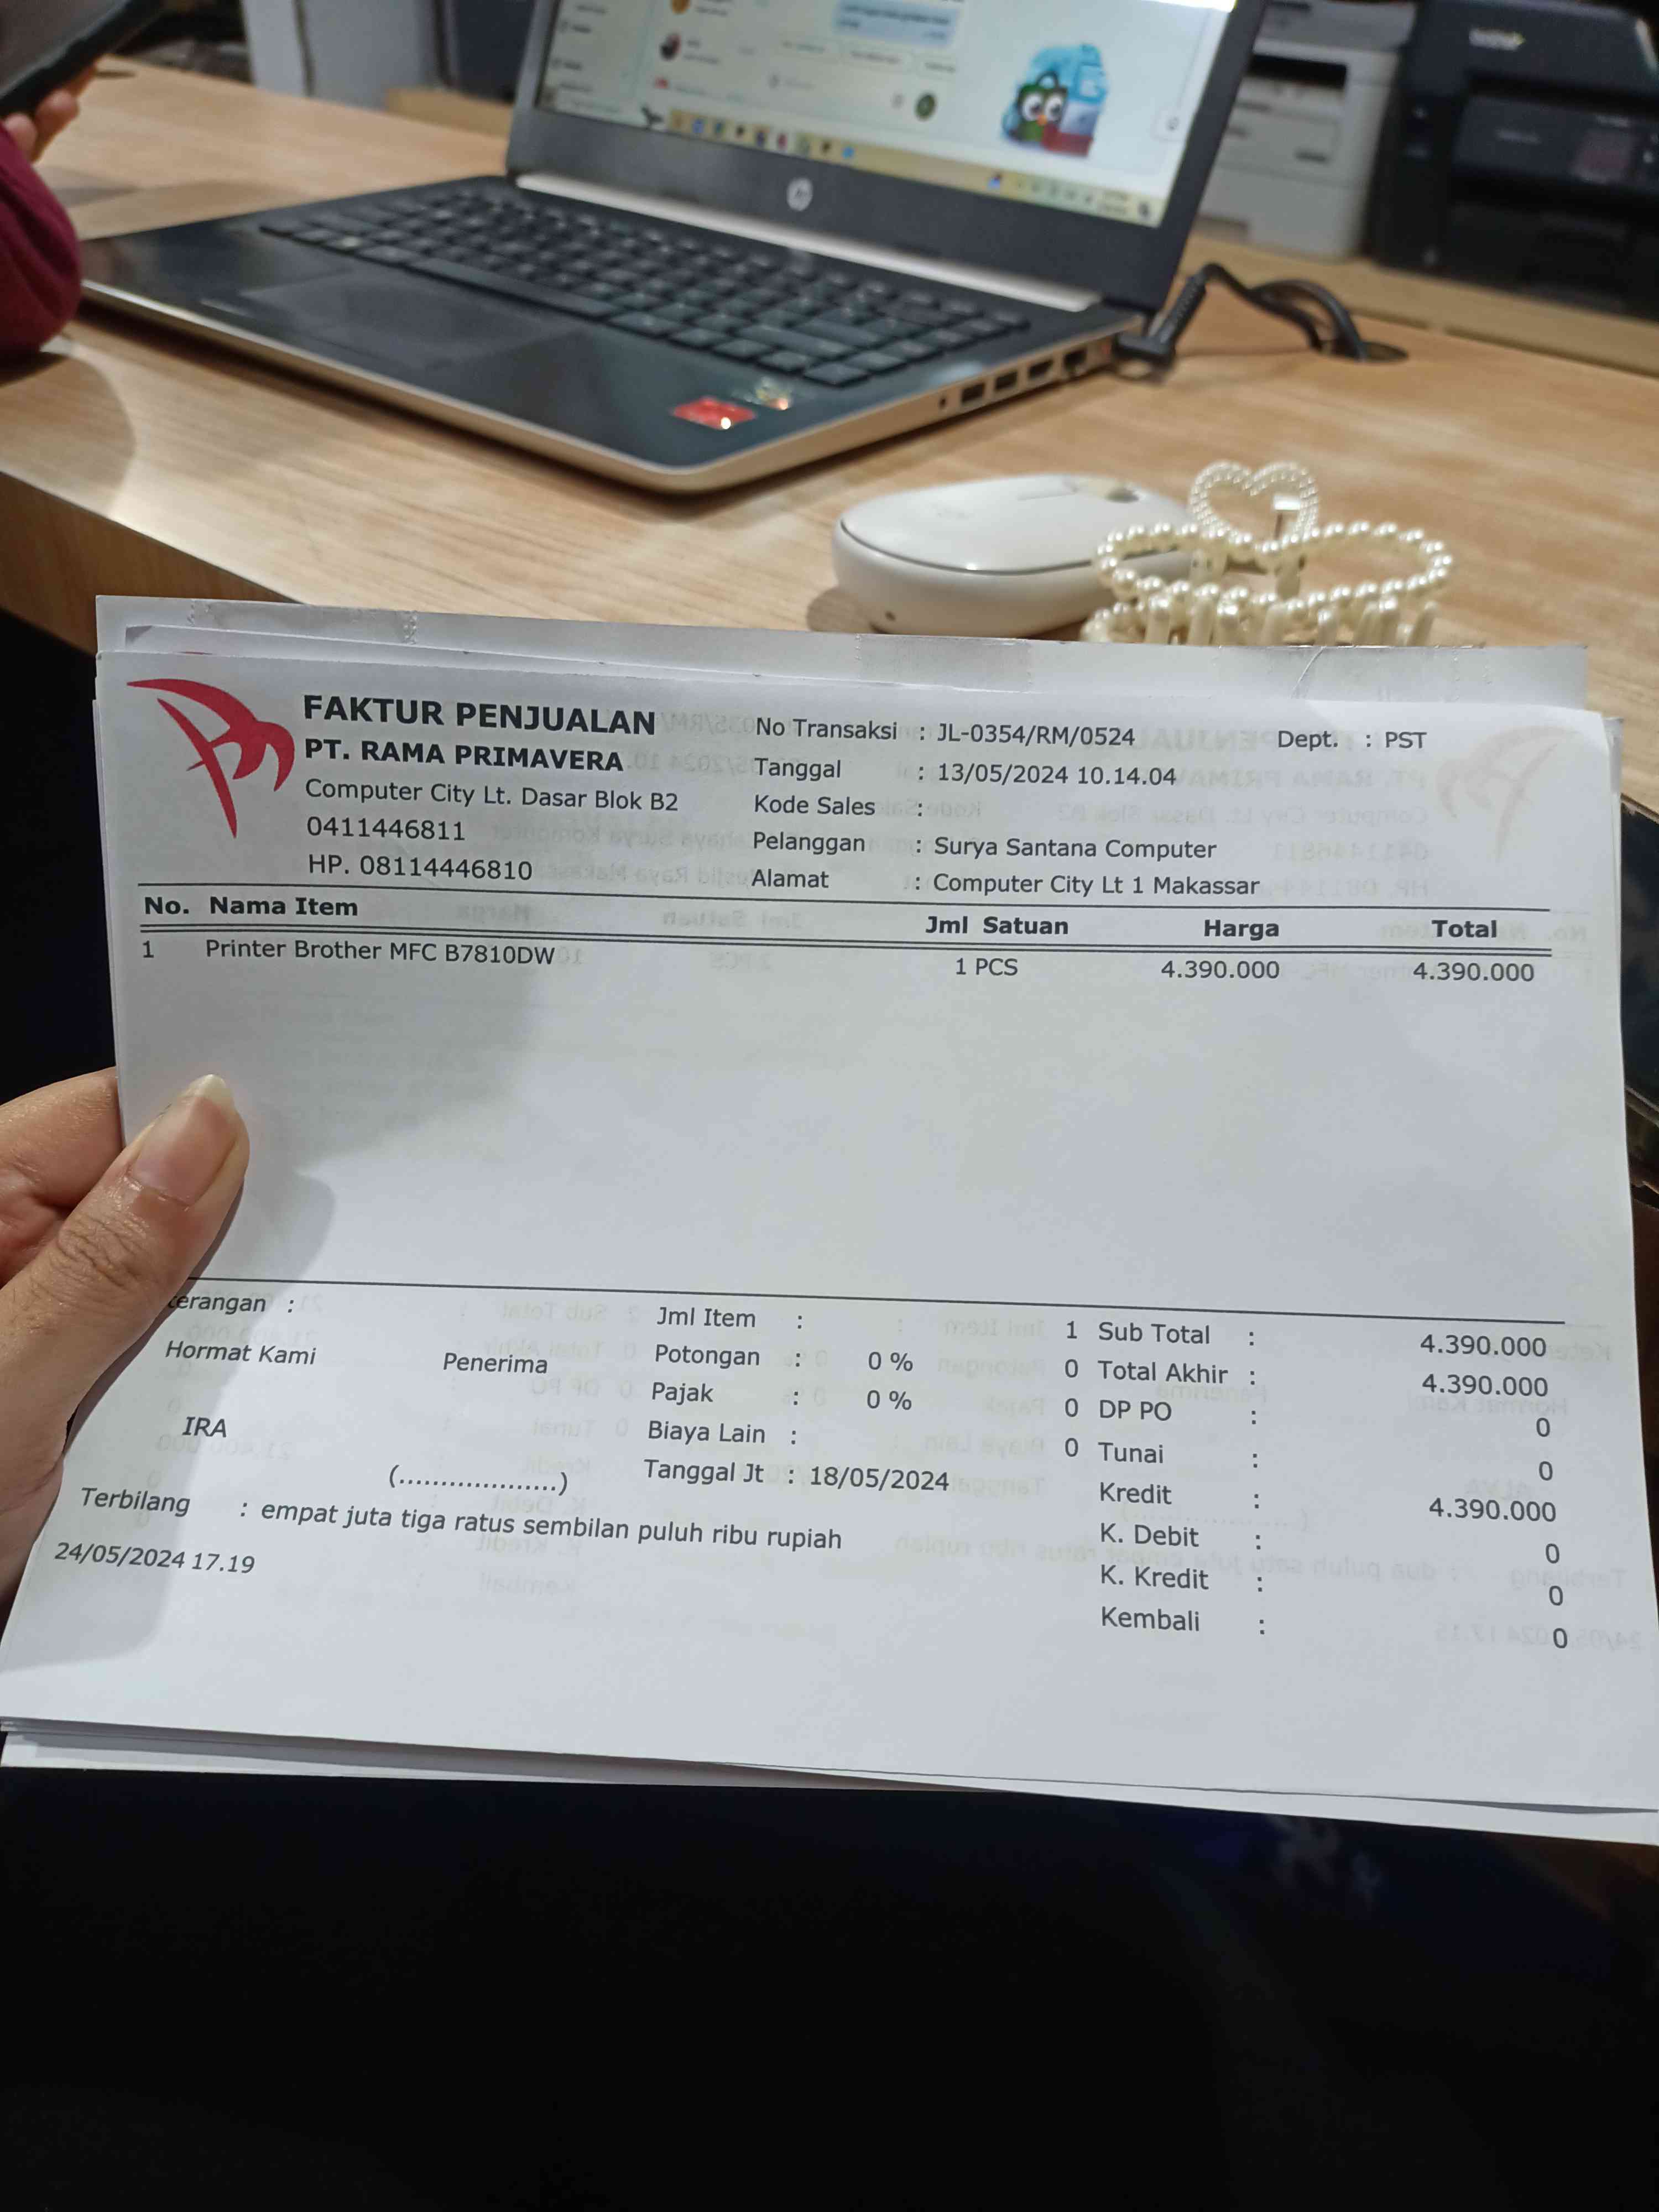 FAKTUR PENJUALAN
PT. RAMA PRIMAVERA
Computer City Lt. Dasar Blok B2
0411446811
HP. 08114446810
No Transaksi : JL-0354/RM/0524 Dept. : PST
Tanggal : 13/05/2024 10.14.04
Kode Sales :
Pelanggan : Surya Santana Computer
Alamat : Computer City Lt 1 Makassar
No. Nama Item Jml Satuan Harga Total
1 Printer Brother MFC B7810DW 1 PCS 4.390.000 4.390.000
terangan :
Hormat Kami Penerima
IRA
(...................)
Jml Item : 1
Potongan : 0 % 0
Pajak : 0 % 0
Biaya Lain : 0
Tanggal Jt : 18/05/2024
Sub Total : 4.390.000
Total Akhir : 4.390.000
DP PO : 0
Tunai : 0
Kredit : 4.390.000
K. Debit : 0
K. Kredit : 0
Kembali : 0
Terbilang : empat juta tiga ratus sembilan puluh ribu rupiah
24/05/2024 17.19